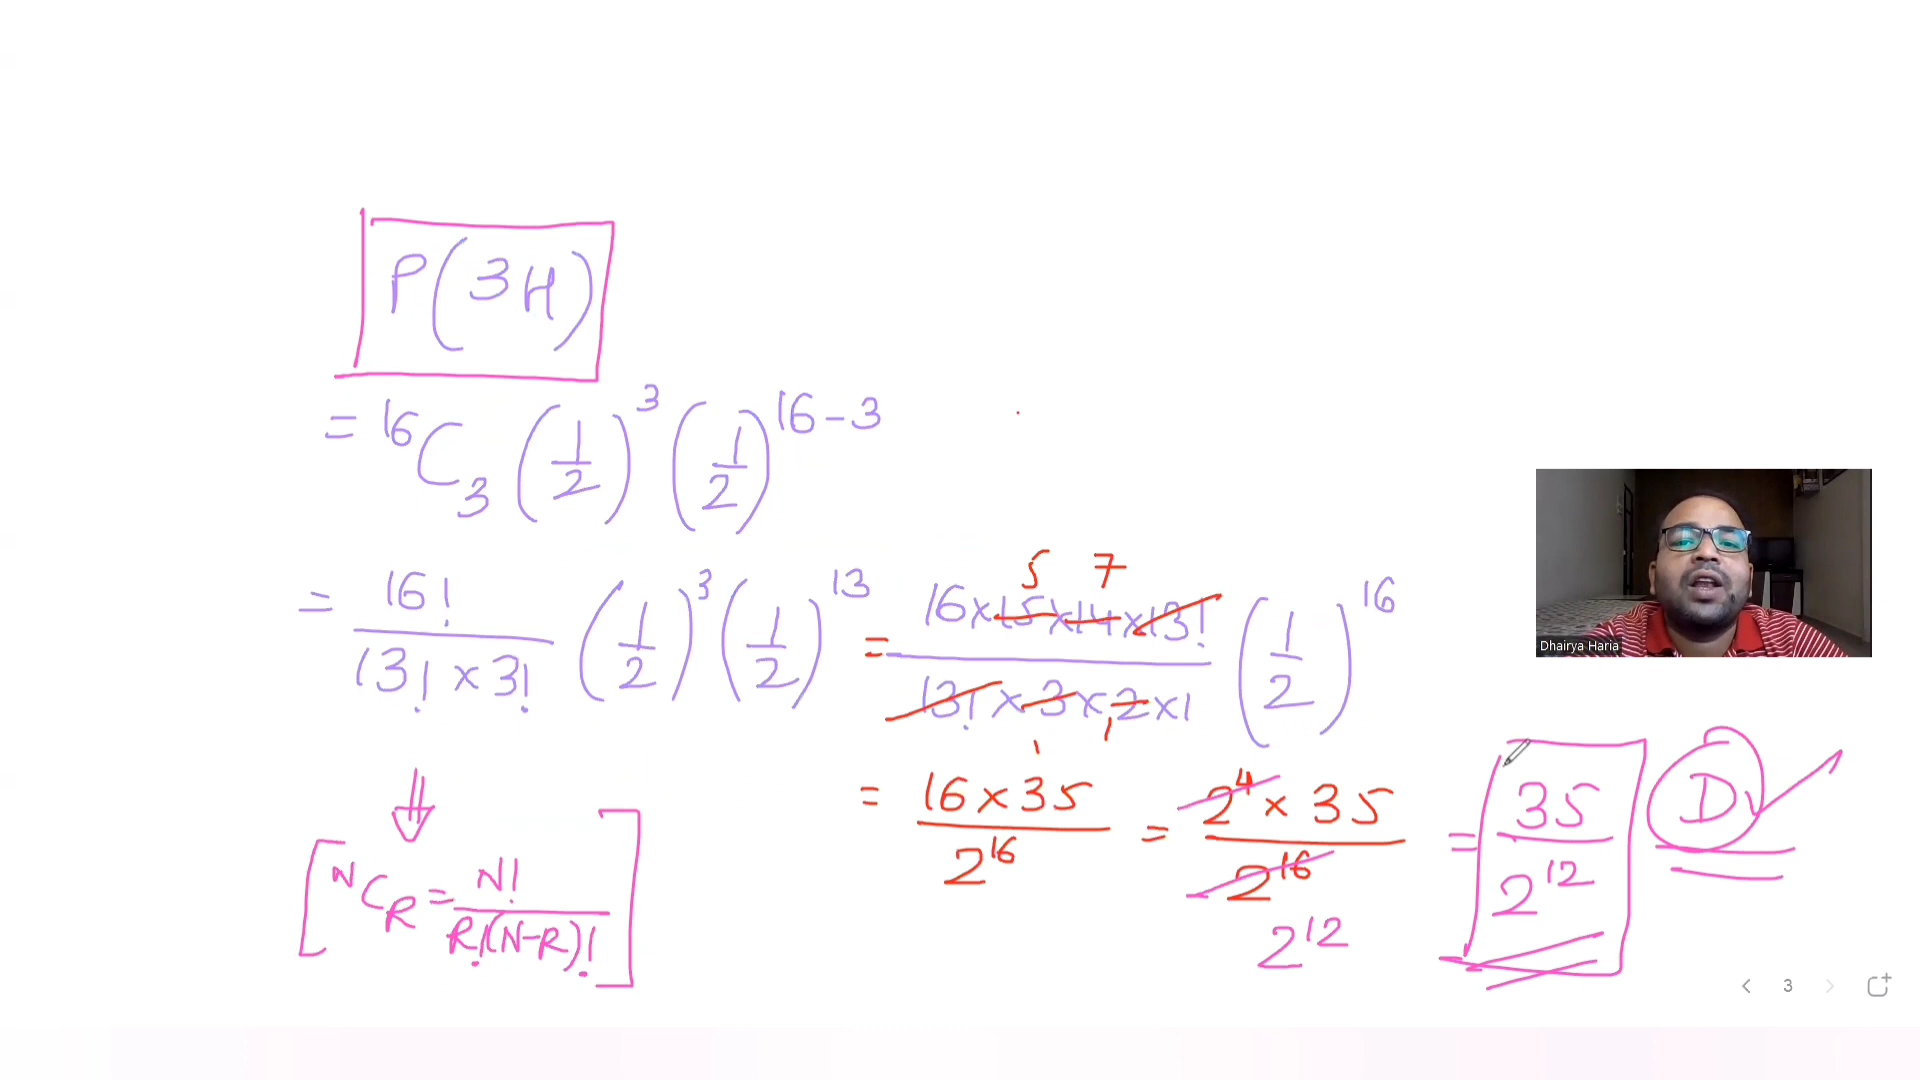 P(3H)
= ¹⁶C₃ (1/2)³ (1/2)¹⁶⁻³
= 16!/(13! × 3!) (1/2)³ (1/2)¹³ = (16×15×14×13!)/(13!×3×2×1) (1/2)¹⁶
5 7
1 1
= (16×35)/2¹⁶ = (2⁴×35)/2¹⁶ = 35/2¹² D
2¹²
[ᴺCR = N!/(R!(N-R)!)]
Dhairya Haria
3